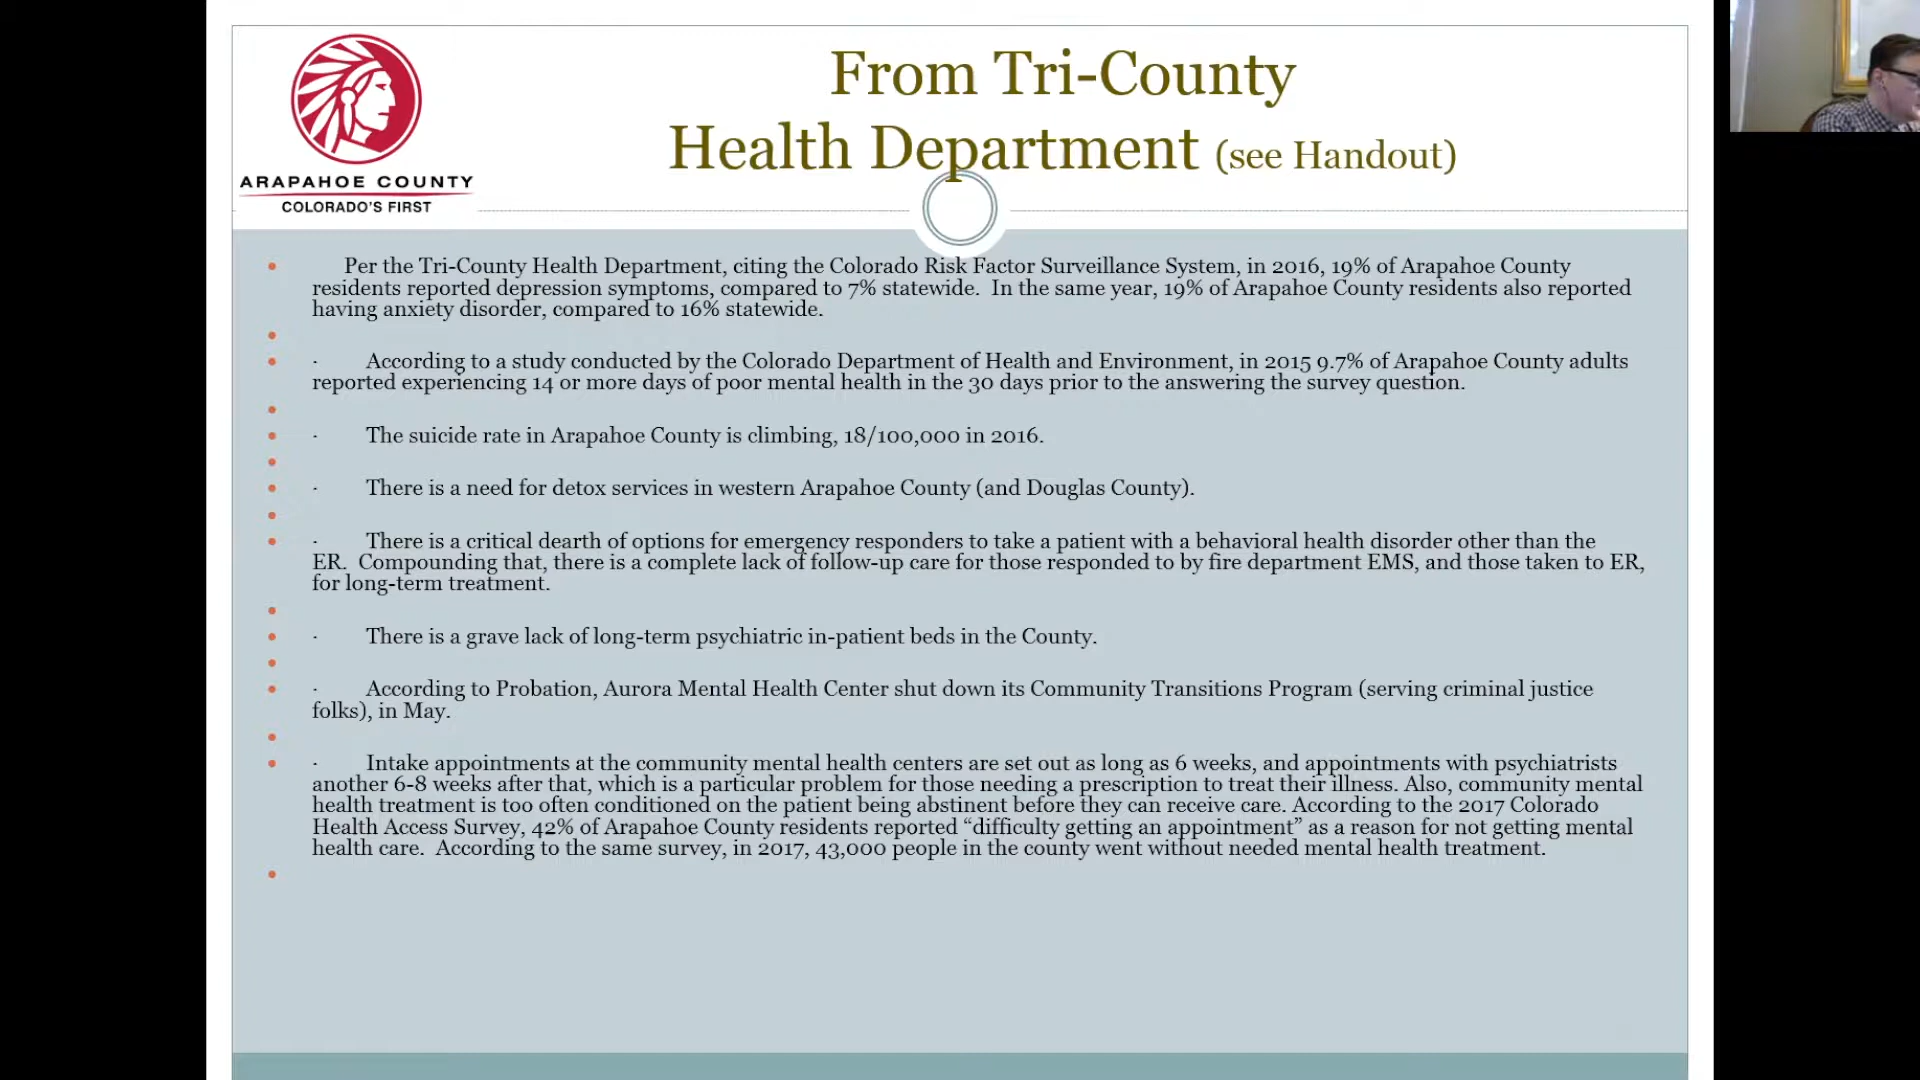 ARAPAHOE COUNTY
COLORADO'S FIRST
From Tri-County
Health Department (see Handout)
Per the Tri-County Health Department, citing the Colorado Risk Factor Surveillance System, in 2016, 19% of Arapahoe County
residents reported depression symptoms, compared to 7% statewide. In the same year, 19% of Arapahoe County residents also reported
having anxiety disorder, compared to 16% statewide.
· According to a study conducted by the Colorado Department of Health and Environment, in 2015 9.7% of Arapahoe County adults
reported experiencing 14 or more days of poor mental health in the 30 days prior to the answering the survey question.
· The suicide rate in Arapahoe County is climbing, 18/100,000 in 2016.
· There is a need for detox services in western Arapahoe County (and Douglas County).
· There is a critical dearth of options for emergency responders to take a patient with a behavioral health disorder other than the
ER. Compounding that, there is a complete lack of follow-up care for those responded to by fire department EMS, and those taken to ER,
for long-term treatment.
· There is a grave lack of long-term psychiatric in-patient beds in the County.
· According to Probation, Aurora Mental Health Center shut down its Community Transitions Program (serving criminal justice
folks), in May.
· Intake appointments at the community mental health centers are set out as long as 6 weeks, and appointments with psychiatrists
another 6-8 weeks after that, which is a particular problem for those needing a prescription to treat their illness. Also, community mental
health treatment is too often conditioned on the patient being abstinent before they can receive care. According to the 2017 Colorado
Health Access Survey, 42% of Arapahoe County residents reported “difficulty getting an appointment” as a reason for not getting mental
health care. According to the same survey, in 2017, 43,000 people in the county went without needed mental health treatment.